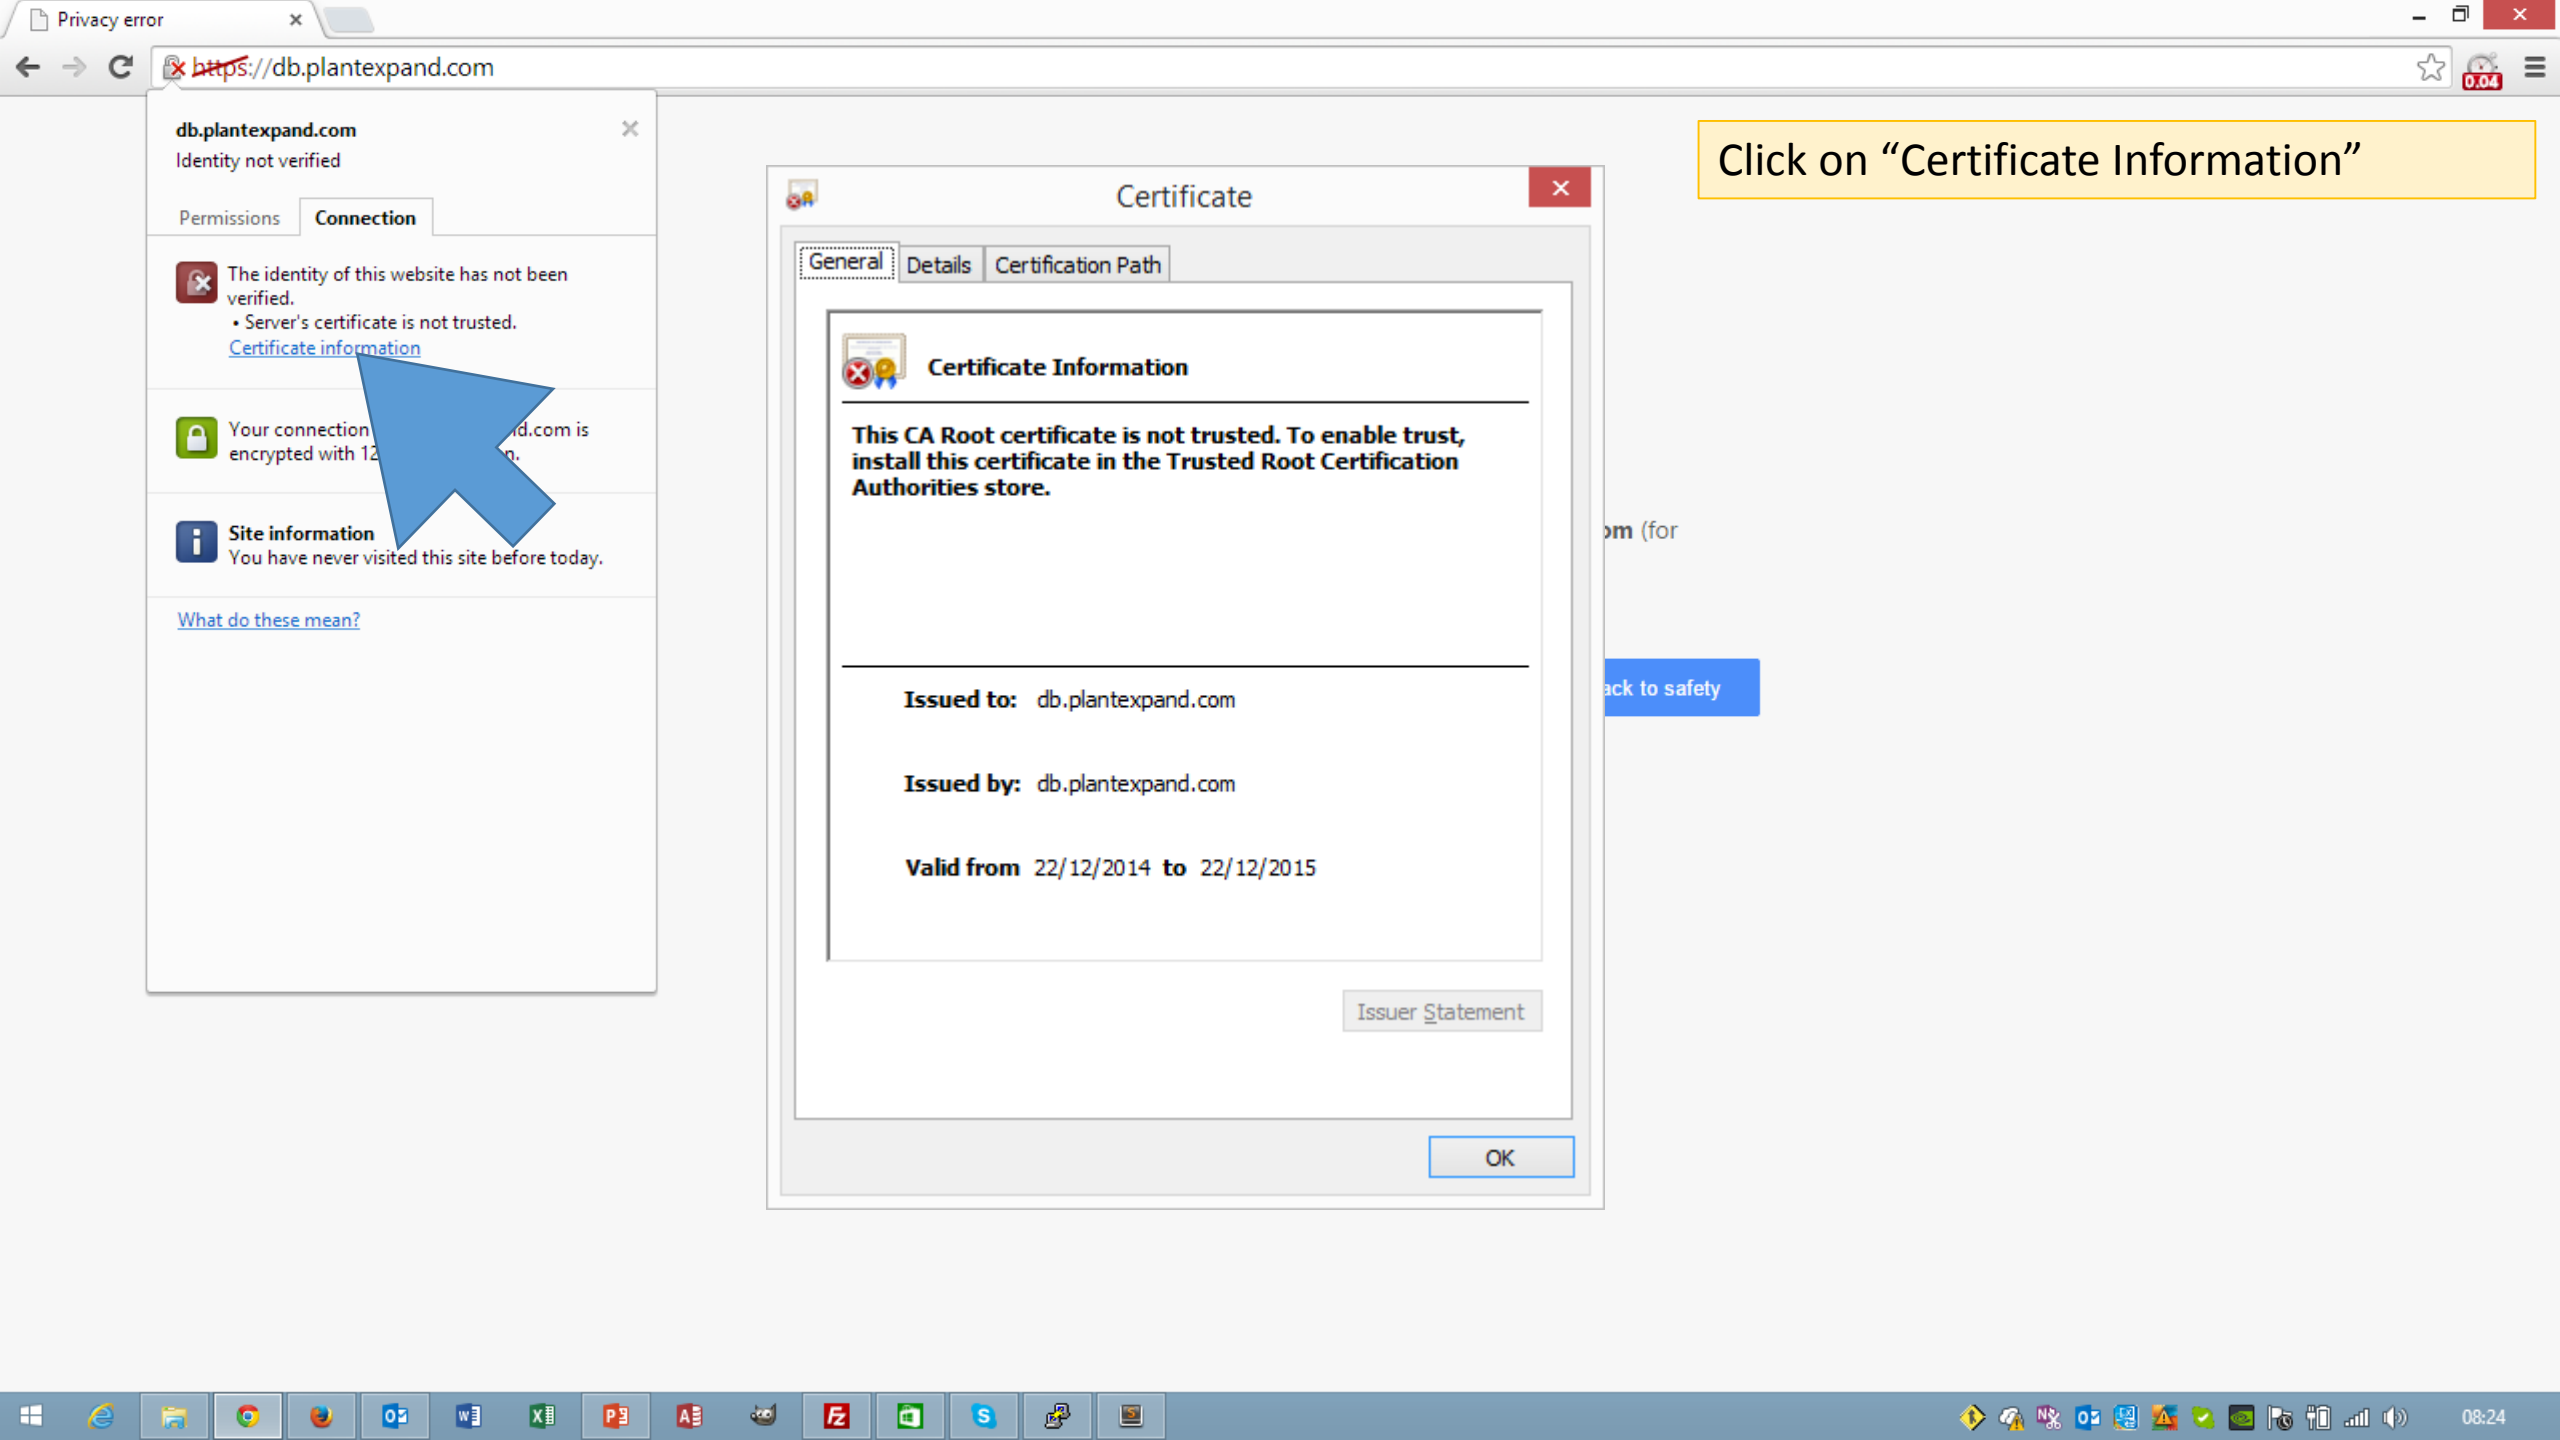 Privacy error
https://db.plantexpand.com
0.04
db.plantexpand.com
Identity not verified
Permissions
Connection
The identity of this website has not been
verified.
• Server's certificate is not trusted.
Certificate information
Your connection
d.com is
encrypted with 12
n.
Site information
You have never visited this site before today.
What do these mean?
Click on “Certificate Information”
Certificate
General
Details
Certification Path
Certificate Information
This CA Root certificate is not trusted. To enable trust,
install this certificate in the Trusted Root Certification
Authorities store.
Issued to: db.plantexpand.com
Issued by: db.plantexpand.com
Valid from 22/12/2014 to 22/12/2015
Issuer Statement
OK
om (for
ack to safety
08:24